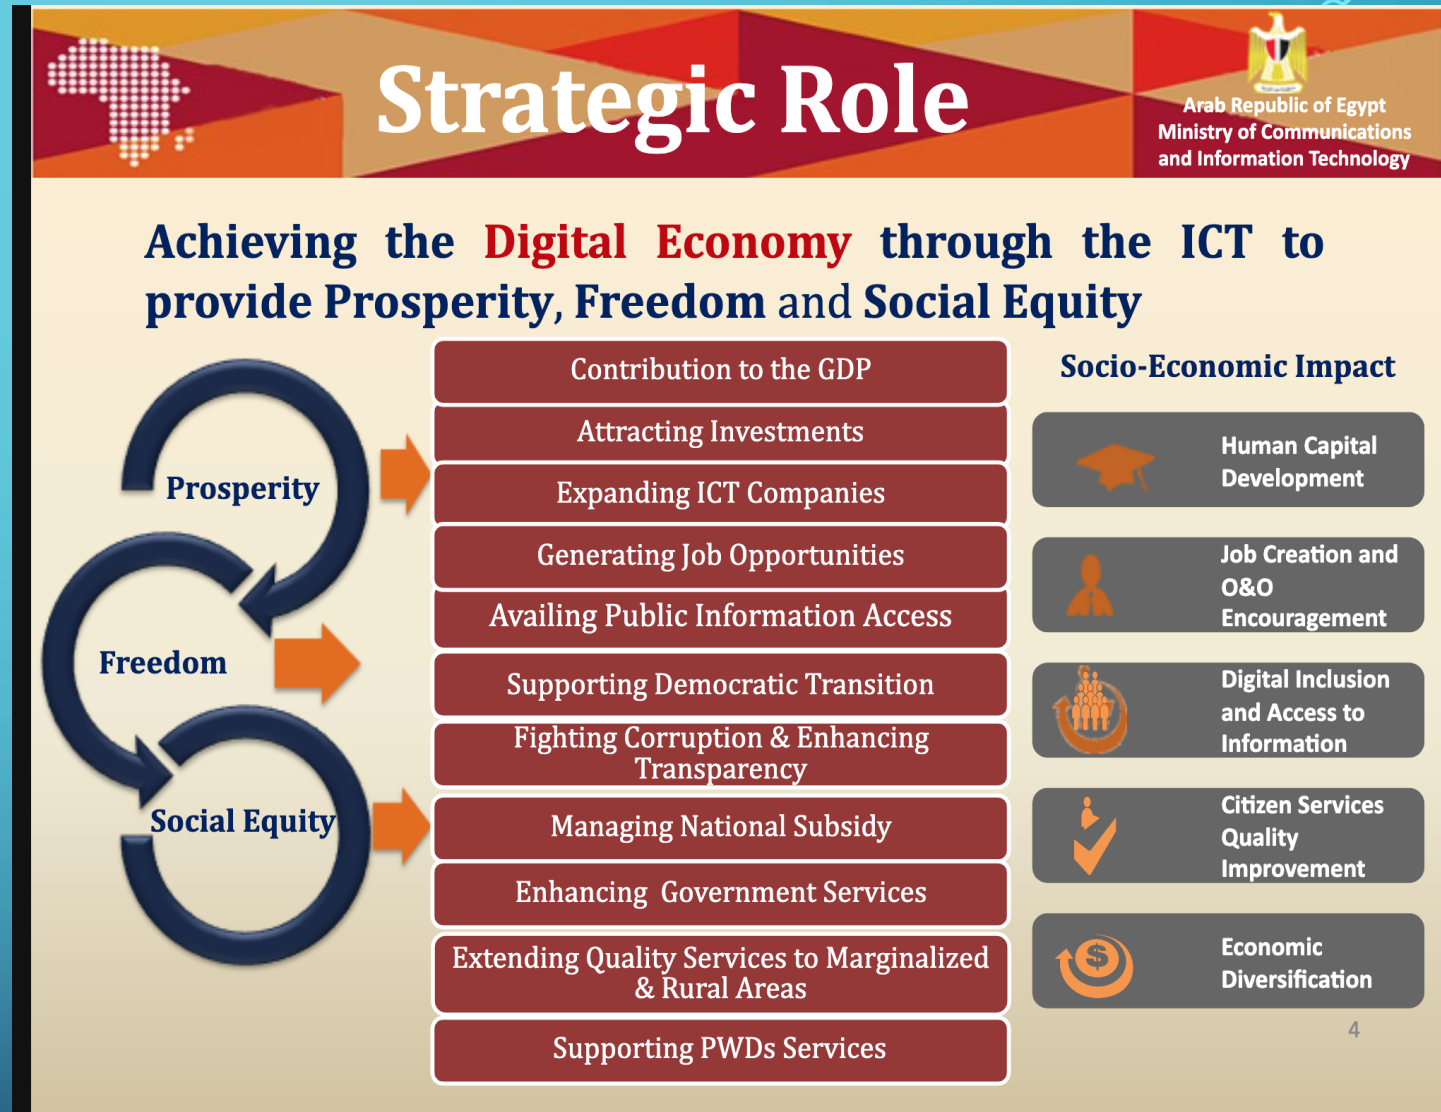 Strategic Role
Arab Republic of Egypt
Ministry of Communications
and Information Technology
Achieving the Digital Economy through the ICT to
provide Prosperity, Freedom and Social Equity
Prosperity
Freedom
Social Equity
Contribution to the GDP
Attracting Investments
Expanding ICT Companies
Generating Job Opportunities
Availing Public Information Access
Supporting Democratic Transition
Fighting Corruption & Enhancing
Transparency
Managing National Subsidy
Enhancing Government Services
Extending Quality Services to Marginalized
& Rural Areas
Supporting PWDs Services
Socio-Economic Impact
Human Capital
Development
Job Creation and
O&O
Encouragement
Digital Inclusion
and Access to
Information
Citizen Services
Quality
Improvement
$
Economic
Diversification
4